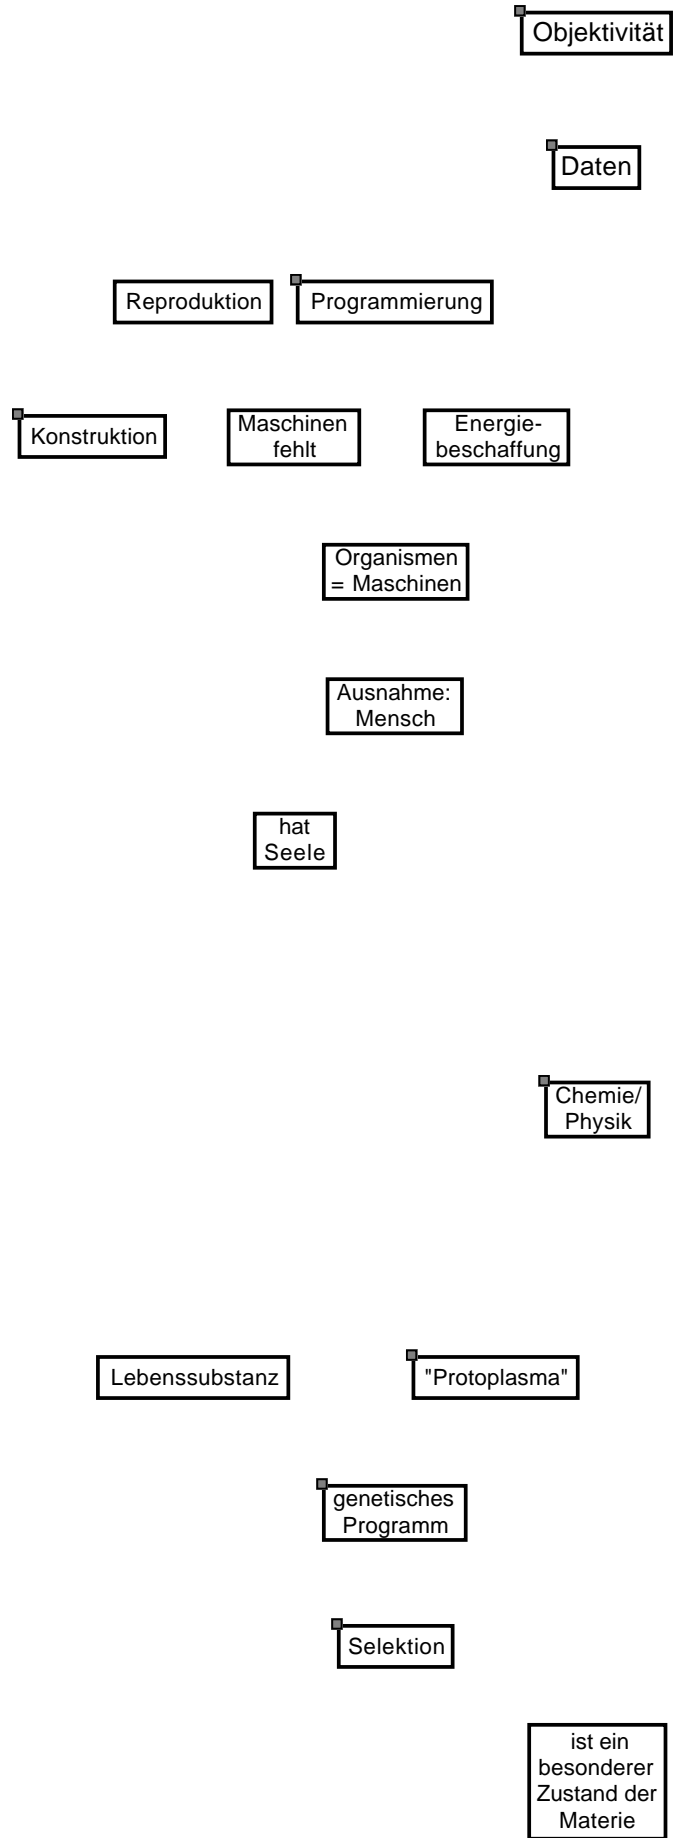 Objektivität
Daten
Reproduktion
Programmierung
Konstruktion
Maschinen
fehlt
Energie-
beschaffung
Organismen
= Maschinen
Ausnahme:
Mensch
hat
Seele
Chemie/
Physik
Lebenssubstanz
"Protoplasma"
genetisches
Programm
Selektion
ist ein
besonderer
Zustand der
Materie